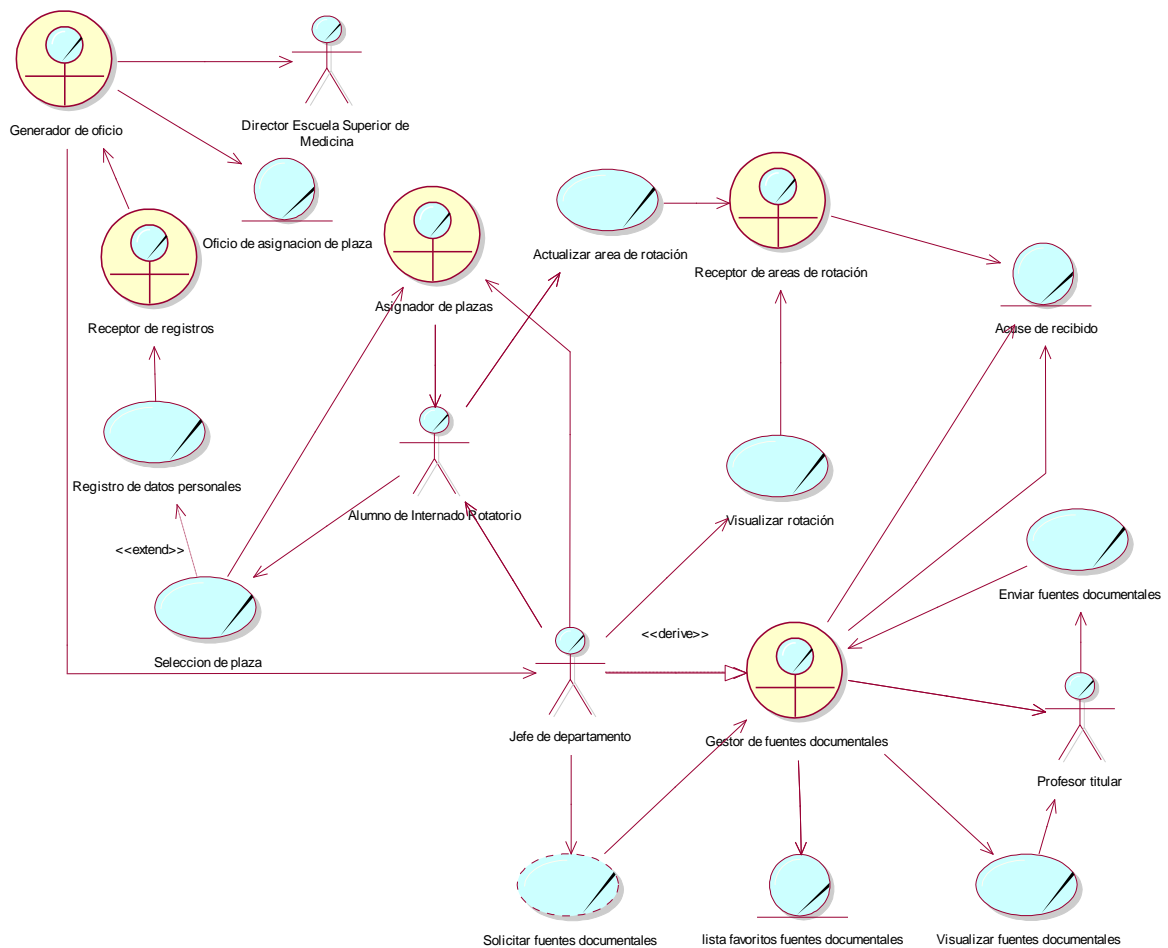 Generador de oficio
Director Escuela Superior de
Medicina
Oficio de asignacion de plaza
Actualizar area de rotación
Receptor de areas de rotación
Asignador de plazas
Acuse de recibido
Receptor de registros
Registro de datos personales
Alumno de Internado Rotatorio
Visualizar rotación
<<extend>>
Enviar fuentes documentales
<<derive>>
Seleccion de plaza
Jefe de departamento
Gestor de fuentes documentales
Profesor titular
Solicitar fuentes documentales
lista favoritos fuentes documentales
Visualizar fuentes documentales